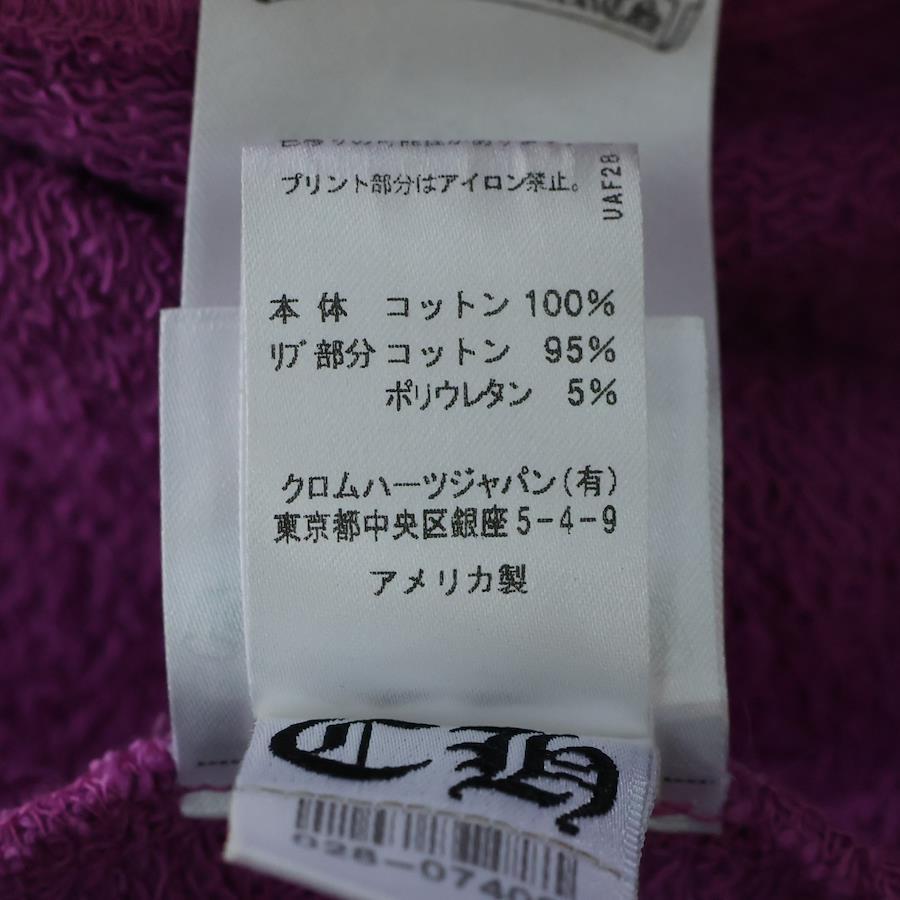 プリント部分はアイロン禁止。
UAF28
本体 コットン 100%
リブ部分 コットン 95%
ポリウレタン 5%
クロムハーツジャパン(有)
東京都中央区銀座5-4-9
アメリカ製
CH